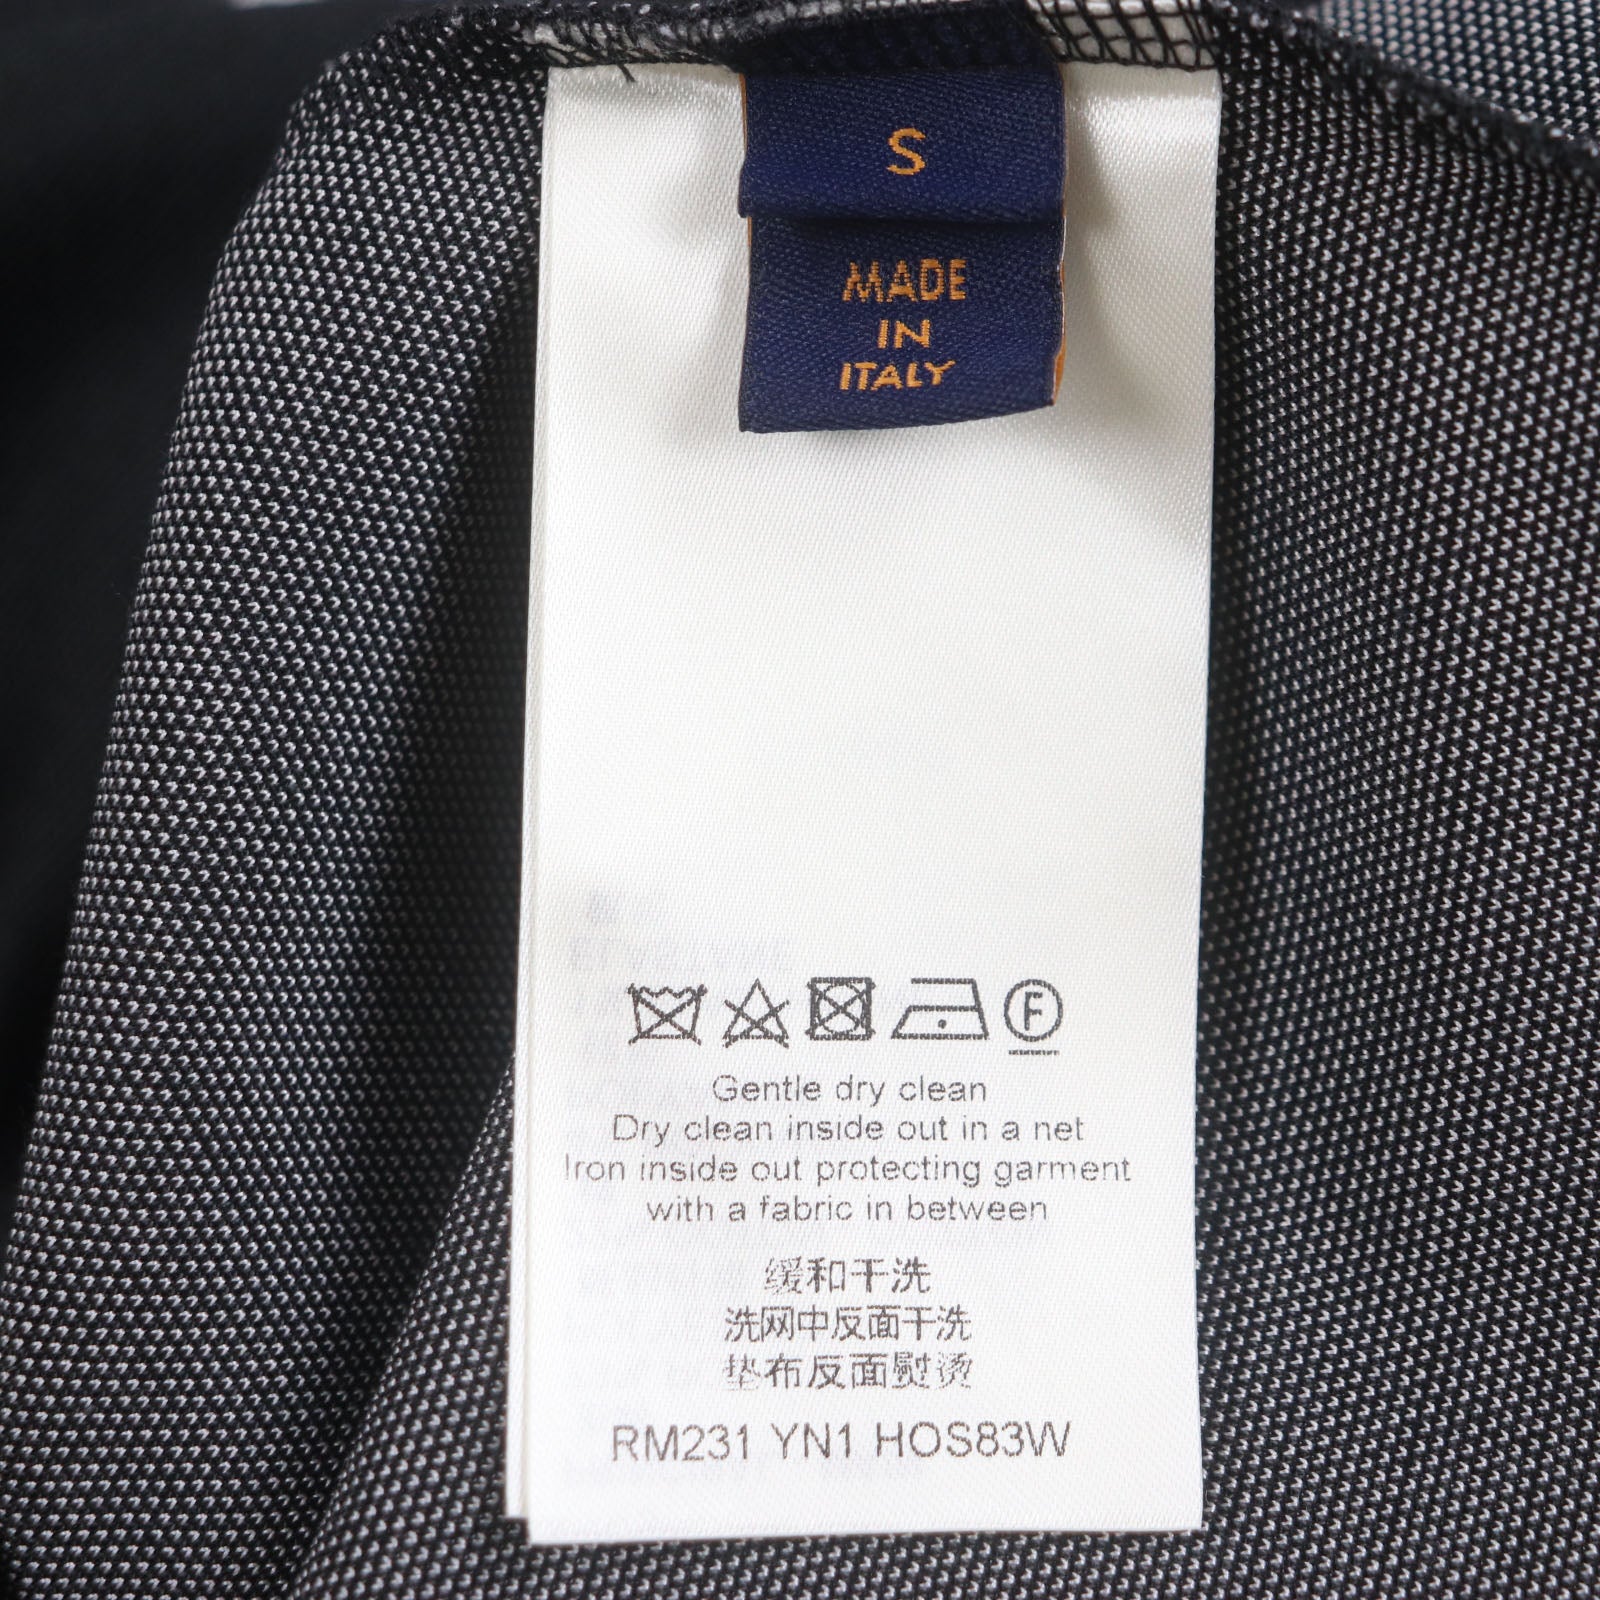 S
MADE
IN
ITALY
F
Gentle dry clean
Dry clean inside out in a net
Iron inside out protecting garment
with a fabric in between
缓和干洗
洗网中反面干洗
垫布反面熨烫
RM231 YN1 HOS83W